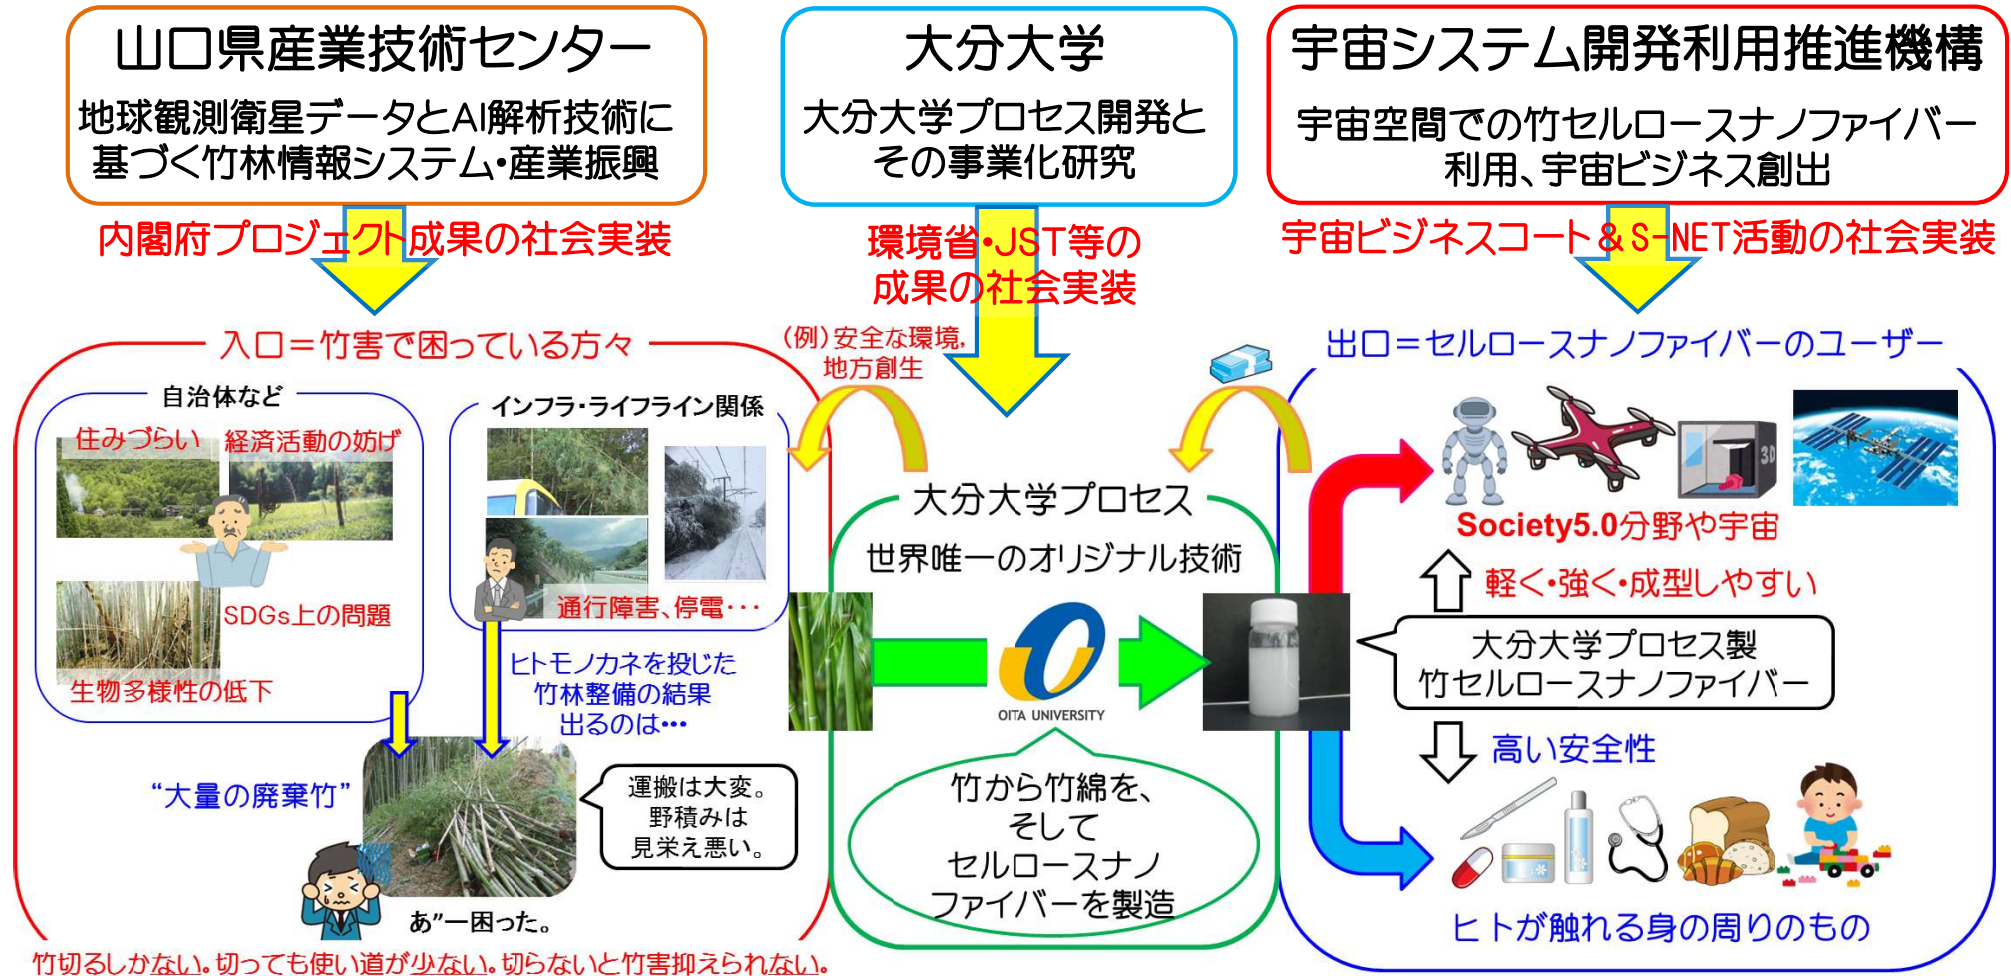 山口県産業技術センター
地球観測衛星データとAI解析技術に
基づく竹林情報システム・産業振興
大分大学
大分大学プロセス開発と
その事業化研究
宇宙システム開発利用推進機構
宇宙空間での竹セルロースナノファイバー
利用、宇宙ビジネス創出
内閣府プロジェクト成果の社会実装
環境省・JST等の
成果の社会実装
宇宙ビジネスコート＆S-NET活動の社会実装
入口＝竹害で困っている方々
自治体など
住みづらい
経済活動の妨げ
SDGs上の問題
生物多様性の低下
インフラ・ライフライン関係
通行障害、停電・・・
ヒトモノカネを投じた
竹林整備の結果
出るのは・・・
“大量の廃棄竹”
運搬は大変。
野積みは
見栄え悪い。
あ”ー困った。
竹切るしかない。切っても使い道が少ない。切らないと竹害抑えられない。
（例）安全な環境,
地方創生
大分大学プロセス
世界唯一のオリジナル技術
OITA UNIVERSITY
竹から竹綿を、
そして
セルロースナノ
ファイバーを製造
出口＝セルロースナノファイバーのユーザー
3D
Society5.0分野や宇宙
軽く・強く・成型しやすい
大分大学プロセス製
竹セルロースナノファイバー
高い安全性
ヒトが触れる身の周りのもの